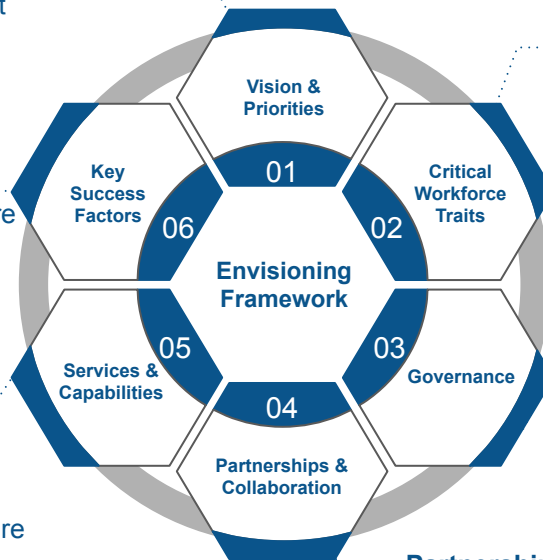 Vision &
Priorities
01
Critical
Workforce
Traits
02
Governance
03
Partnerships &
Collaboration
04
Services &
Capabilities
05
Key
Success
Factors
06
Envisioning
Framework